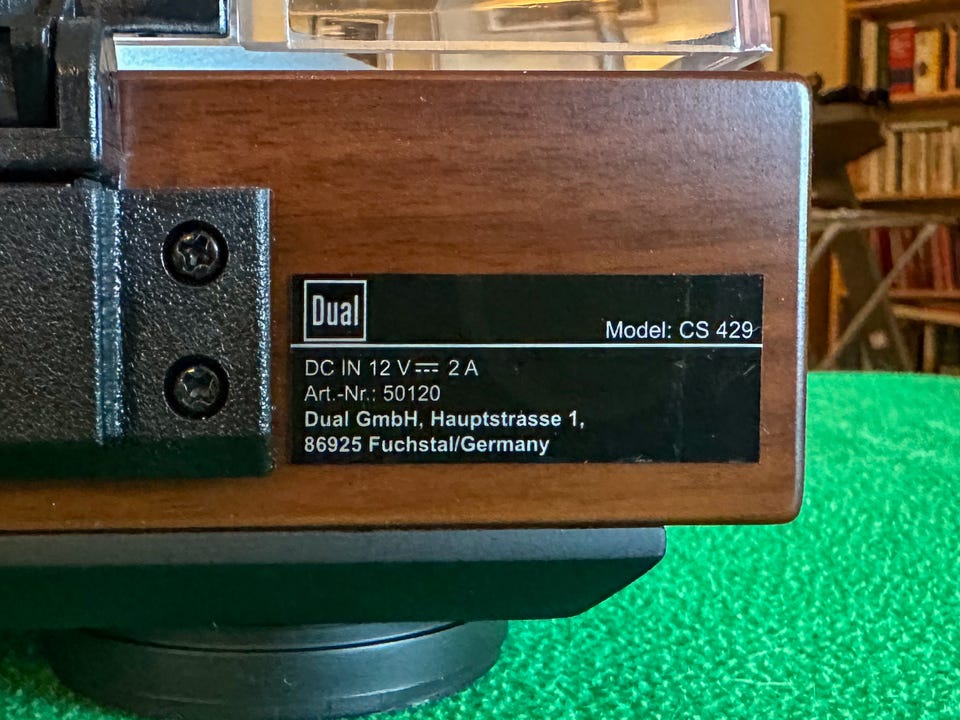 Dual
Model: CS 429
DC IN 12 V⎓ 2 A
Art.-Nr.: 50120
Dual GmbH, Hauptstrasse 1,
86925 Fuchstal/Germany